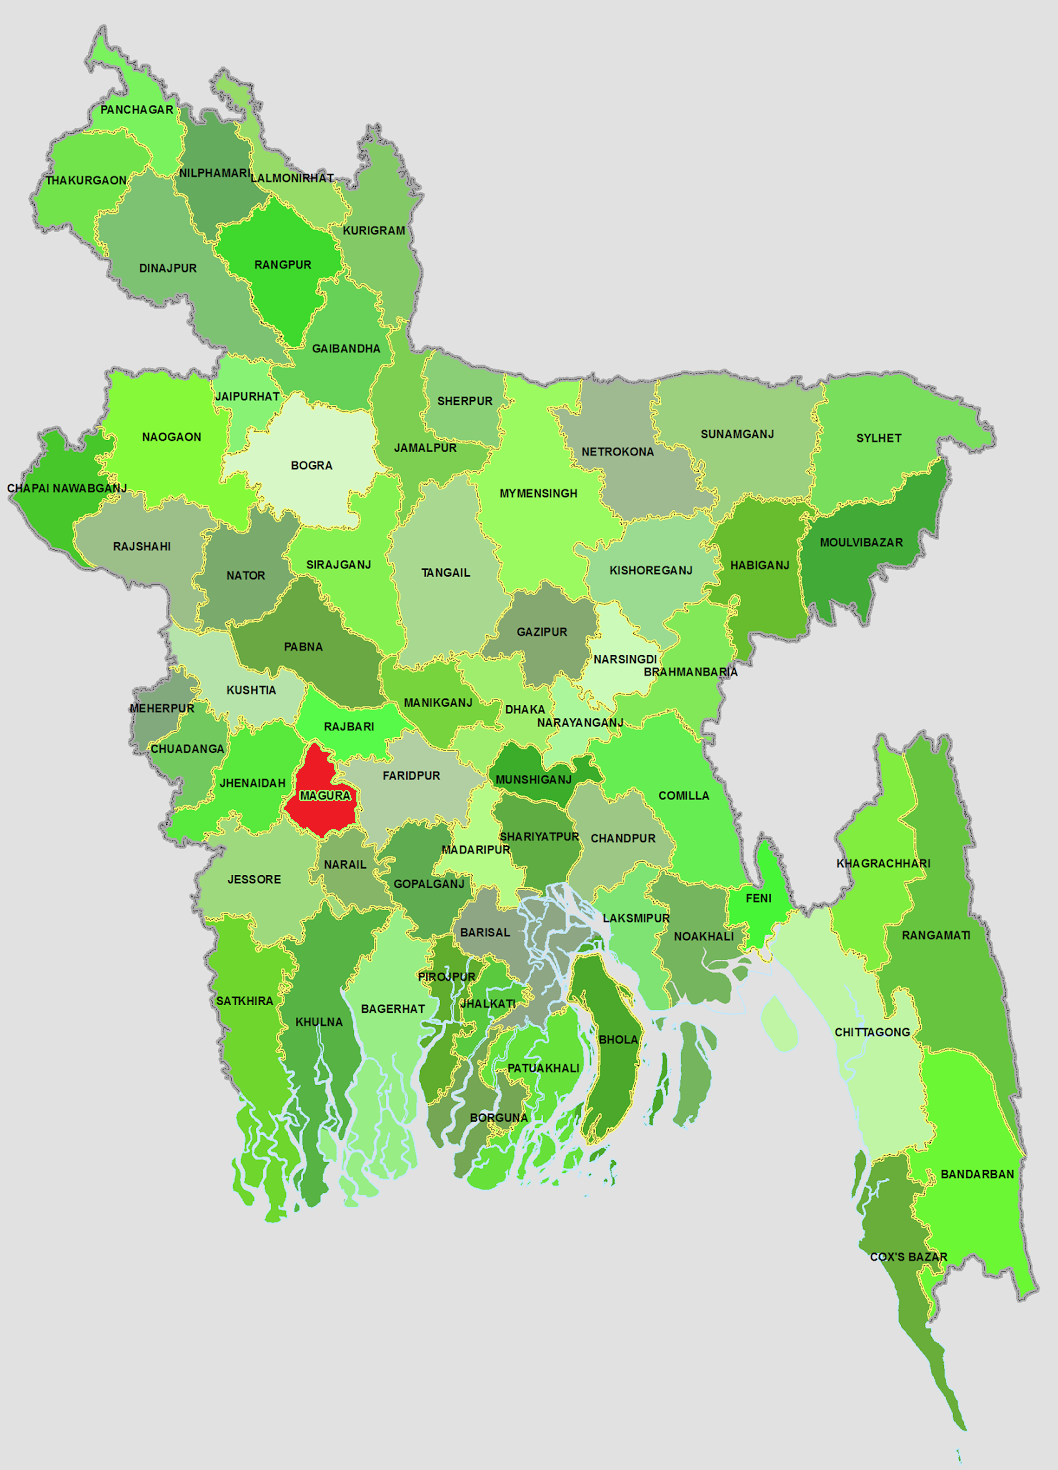 PANCHAGAR
THAKURGAON
NILPHAMARI
LALMONIRHAT
KURIGRAM
DINAJPUR
RANGPUR
GAIBANDHA
JAIPURHAT
SHERPUR
NAOGAON
JAMALPUR
SUNAMGANJ
SYLHET
NETROKONA
BOGRA
CHAPAI NAWABGANJ
MYMENSINGH
RAJSHAHI
MOULVIBAZAR
SIRAJGANJ
HABIGANJ
NATOR
TANGAIL
KISHOREGANJ
GAZIPUR
PABNA
NARSINGDI
BRAHMANBARIA
KUSHTIA
MEHERPUR
MANIKGANJ
DHAKA
NARAYANGANJ
RAJBARI
CHUADANGA
FARIDPUR
MUNSHIGANJ
JHENAIDAH
MAGURA
COMILLA
SHARIYATPUR
CHANDPUR
MADARIPUR
KHAGRACHHARI
NARAIL
JESSORE
GOPALGANJ
FENI
LAKSMIPUR
BARISAL
NOAKHALI
RANGAMATI
PIROJPUR
SATKHIRA
JHALKATI
BAGERHAT
KHULNA
CHITTAGONG
BHOLA
PATUAKHALI
BORGUNA
BANDARBAN
COX'S BAZAR